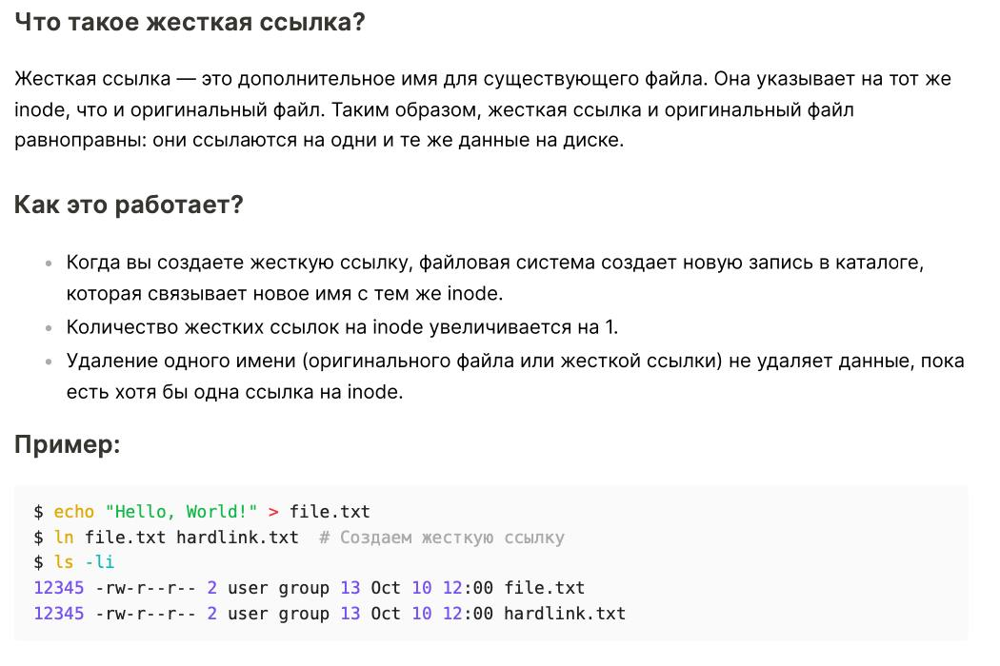 Что такое жесткая ссылка?
Жесткая ссылка — это дополнительное имя для существующего файла. Она указывает на тот же
inode, что и оригинальный файл. Таким образом, жесткая ссылка и оригинальный файл
равноправны: они ссылаются на одни и те же данные на диске.
Как это работает?
• Когда вы создаете жесткую ссылку, файловая система создает новую запись в каталоге,
которая связывает новое имя с тем же inode.
• Количество жестких ссылок на inode увеличивается на 1.
• Удаление одного имени (оригинального файла или жесткой ссылки) не удаляет данные, пока
есть хотя бы одна ссылка на inode.
Пример:
$ echo "Hello, World!" > file.txt
$ ln file.txt hardlink.txt  # Создаем жесткую ссылку
$ ls -li
12345 -rw-r--r-- 2 user group 13 Oct 10 12:00 file.txt
12345 -rw-r--r-- 2 user group 13 Oct 10 12:00 hardlink.txt